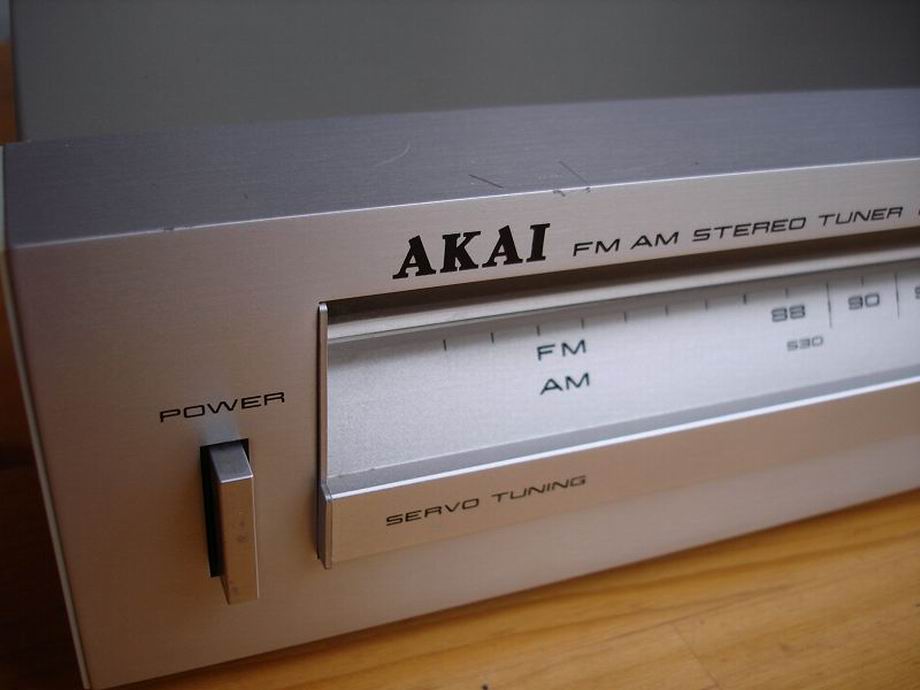 AKAI FM AM STEREO TUNER
88 90
FM
530
AM
POWER
SERVO TUNING